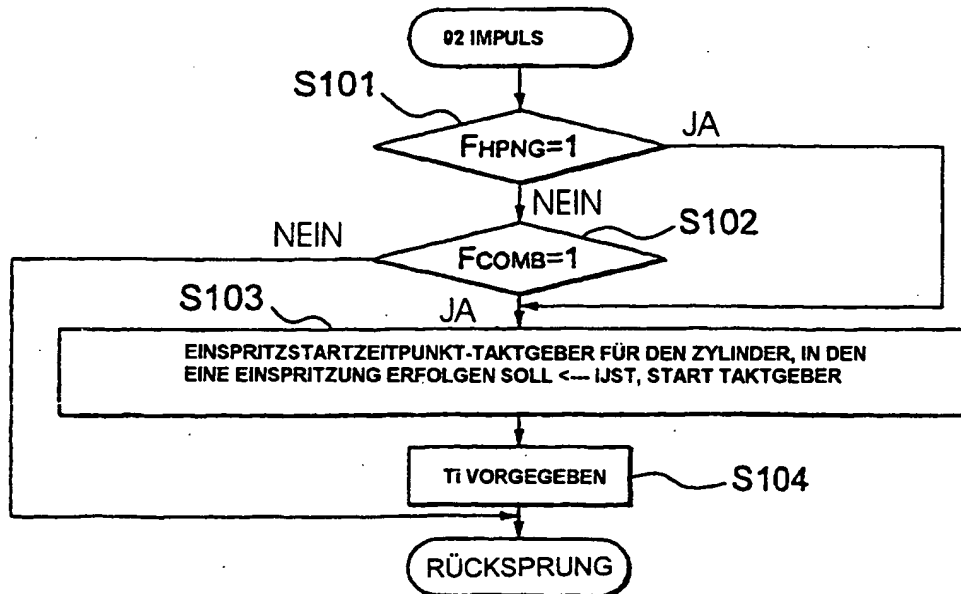 θ2 IMPULS
S101
FHPNG=1
JA
NEIN
S102
NEIN
FCOMB=1
S103
JA
EINSPRITZSTARTZEITPUNKT-TAKTGEBER FÜR DEN ZYLINDER, IN DEN
EINE EINSPRITZUNG ERFOLGEN SOLL <--- IJST, START TAKTGEBER
Ti VORGEGEBEN
S104
RÜCKSPRUNG